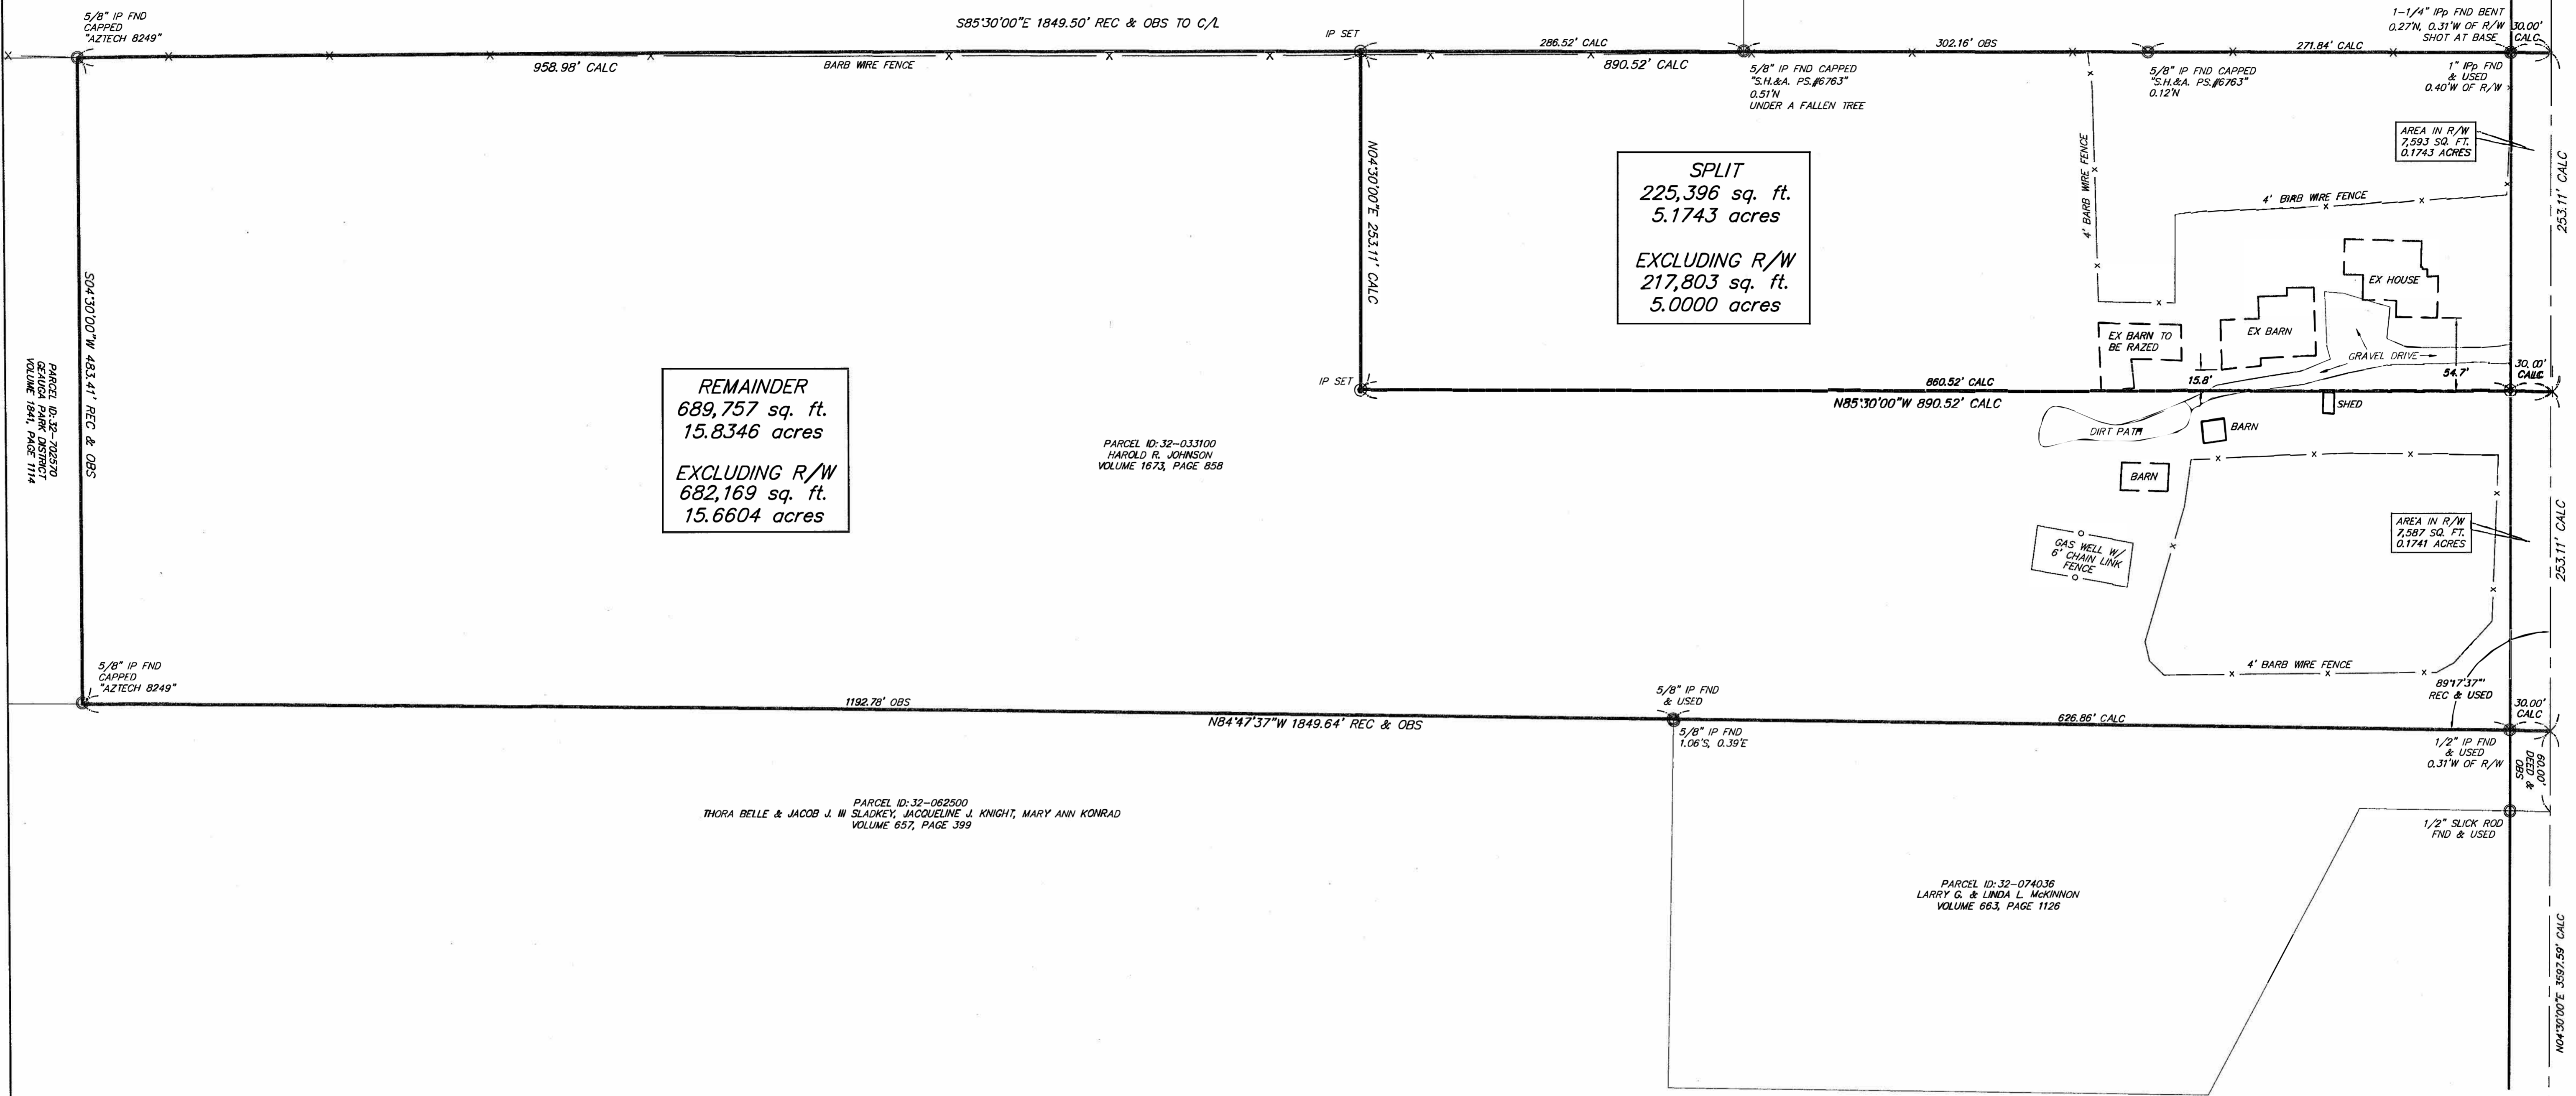 5/8" IP FND
CAPPED
"AZTECH 8249"
S85°30'00"E 1849.50' REC & OBS TO C/L
IP SET
958.98' CALC
BARB WIRE FENCE
286.52' CALC
890.52' CALC
5/8" IP FND CAPPED
"S.H.&A. PS.#6763"
0.51'N
UNDER A FALLEN TREE
302.16' OBS
5/8" IP FND CAPPED
"S.H.&A. PS.#6763"
0.12'N
271.84' CALC
1-1/4" IPp FND BENT
0.27'N, 0.31'W OF R/W
SHOT AT BASE
30.00'
CALC
1" IPp FND
& USED
0.40'W OF R/W
AREA IN R/W
7,593 SQ. FT.
0.1743 ACRES
253.11' CALC
N04°30'00"E 253.11' CALC
SPLIT
225,396 sq. ft.
5.1743 acres
EXCLUDING R/W
217,803 sq. ft.
5.0000 acres
4' BARB WIRE FENCE
4' BIRB WIRE FENCE
EX HOUSE
EX BARN
EX BARN TO
BE RAZED
GRAVEL DRIVE
15.8'
54.7'
30.00'
CALC
IP SET
860.52' CALC
N85°30'00"W 890.52' CALC
SHED
DIRT PATH
BARN
BARN
GAS WELL W/
6' CHAIN LINK
FENCE
AREA IN R/W
7,587 SQ. FT.
0.1741 ACRES
253.11' CALC
4' BARB WIRE FENCE
89°17'37"
REC & USED
S04°30'00"W 483.41' REC & OBS
PARCEL ID: 32-702570
GEAUGA PARK DISTRICT
VOLUME 1841, PAGE 1114
REMAINDER
689,757 sq. ft.
15.8346 acres
EXCLUDING R/W
682,169 sq. ft.
15.6604 acres
PARCEL ID: 32-033100
HAROLD R. JOHNSON
VOLUME 1673, PAGE 858
5/8" IP FND
CAPPED
"AZTECH 8249"
1192.78' OBS
N84°47'37"W 1849.64' REC & OBS
5/8" IP FND
& USED
5/8" IP FND
1.06'S, 0.39'E
626.86' CALC
30.00'
CALC
1/2" IP FND
& USED
0.31'W OF R/W
60.00'
DEED &
OBS
1/2" SLICK ROD
FND & USED
PARCEL ID: 32-062500
THORA BELLE & JACOB J. III SLADKEY, JACQUELINE J. KNIGHT, MARY ANN KONRAD
VOLUME 657, PAGE 399
PARCEL ID: 32-074036
LARRY G. & LINDA L. McKINNON
VOLUME 663, PAGE 1126
N04°30'00"E 3597.59' CALC